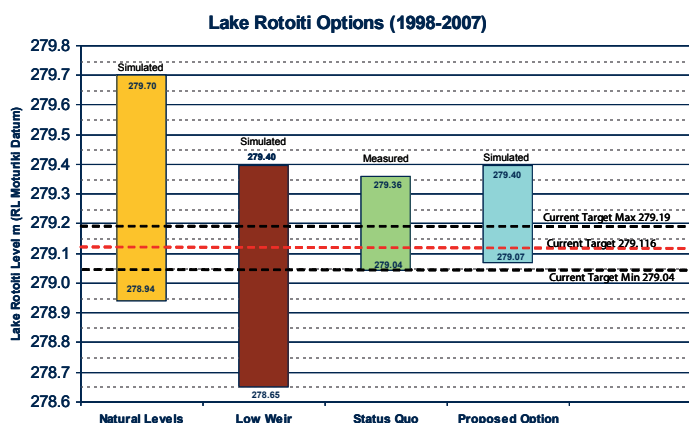 Lake Rotoiti Options (1998-2007)
Lake Rotoiti Level m (RL Moturiki Datum)
279.8
279.7
279.6
279.5
279.4
279.3
279.2
279.1
279.0
278.9
278.8
278.7
278.6
Simulated
279.70
278.94
Simulated
279.40
278.65
Measured
279.36
279.04
Simulated
279.40
279.07
Current Target Max 279.19
Current Target 279.116
Current Target Min 279.04
Natural Levels Low Weir Status Quo Proposed Option